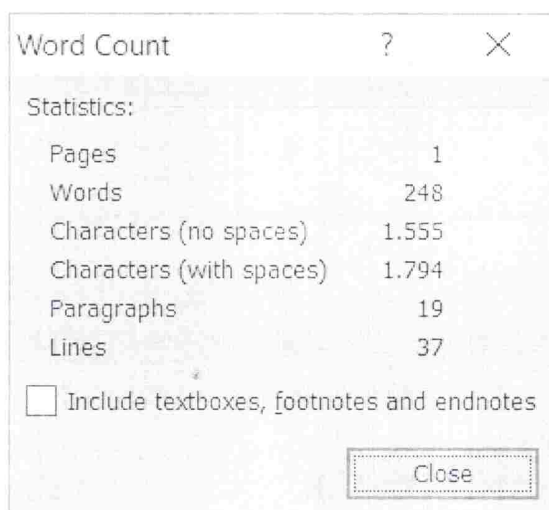 Word Count ? ×
Statistics:
Pages 1
Words 248
Characters (no spaces) 1.555
Characters (with spaces) 1.794
Paragraphs 19
Lines 37
Include textboxes, footnotes and endnotes
Close